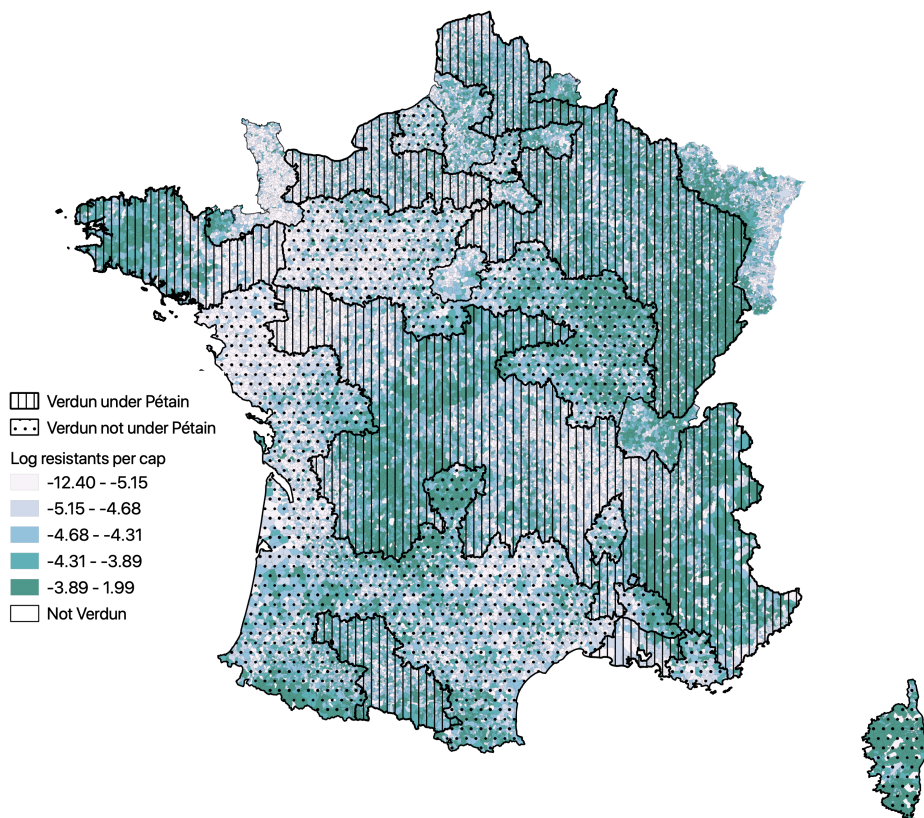 Verdun under Pétain
Verdun not under Pétain
Log resistants per cap
-12.40 - -5.15
-5.15 - -4.68
-4.68 - -4.31
-4.31 - -3.89
-3.89 - 1.99
Not Verdun